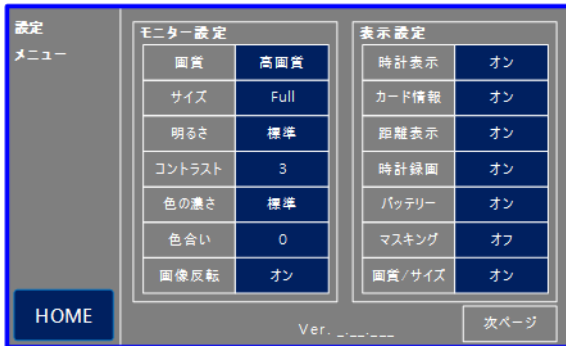 設定
メニュー
モニター設定
画質 高画質
サイズ Full
明るさ 標準
コントラスト 3
色の濃さ 標準
色合い 0
画像反転 オン
表示設定
時計表示 オン
カード情報 オン
距離表示 オン
時計録画 オン
バッテリー オン
マスキング オフ
画質/サイズ オン
HOME
Ver. _.__.___
次ページ